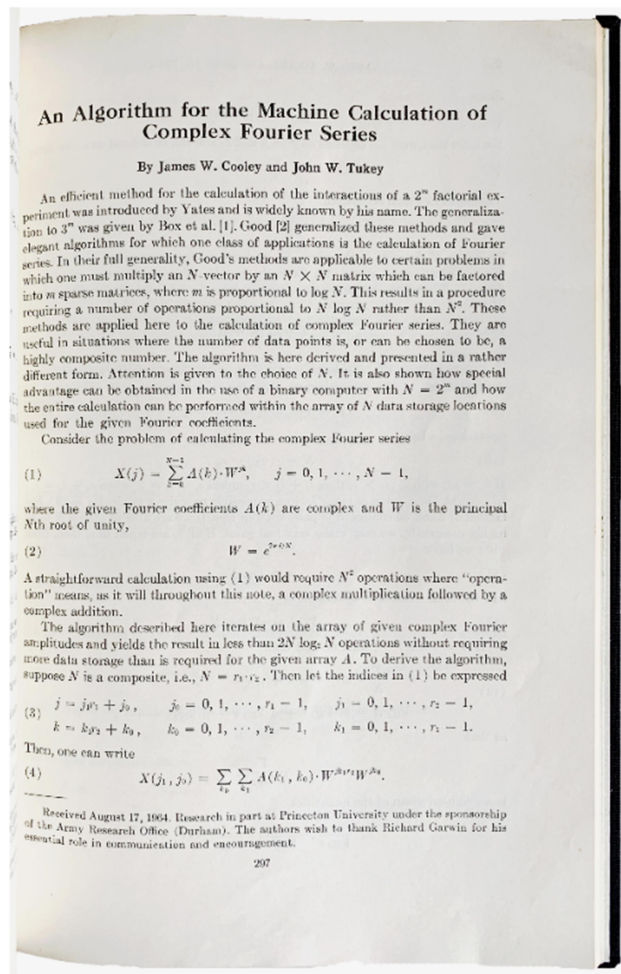 An Algorithm for the Machine Calculation of
Complex Fourier Series
By James W. Cooley and John W. Tukey
An efficient method for the calculation of the interactions of a 2ᵐ factorial ex-
periment was introduced by Yates and is widely known by his name. The generaliza-
tion to 3ᵐ was given by Box et al. [1]. Good [2] generalized these methods and gave
elegant algorithms for which one class of applications is the calculation of Fourier
series. In their full generality, Good's methods are applicable to certain problems in
which one must multiply an N-vector by an N × N matrix which can be factored
into m sparse matrices, where m is proportional to log N. This results in a procedure
requiring a number of operations proportional to N log N rather than N². These
methods are applied here to the calculation of complex Fourier series. They are
useful in situations where the number of data points is, or can be chosen to be, a
highly composite number. The algorithm is here derived and presented in a rather
different form. Attention is given to the choice of N. It is also shown how special
advantage can be obtained in the use of a binary computer with N = 2ᵐ and how
the entire calculation can be performed within the array of N data storage locations
used for the given Fourier coefficients.
Consider the problem of calculating the complex Fourier series
(1) X(j) = ∑_{k=0}^{N-1} A(k)·W^{jk}, j = 0, 1, ⋯ , N − 1,
where the given Fourier coefficients A(k) are complex and W is the principal
Nth root of unity,
(2) W = e^{2πi/N}.
A straightforward calculation using (1) would require N² operations where "opera-
tion" means, as it will throughout this note, a complex multiplication followed by a
complex addition.
The algorithm described here iterates on the array of given complex Fourier
amplitudes and yields the result in less than 2N log₂ N operations without requiring
more data storage than is required for the given array A. To derive the algorithm,
suppose N is a composite, i.e., N = r₁·r₂. Then let the indices in (1) be expressed
(3) j = j₁r₁ + j₀, j₀ = 0, 1, ⋯ , r₁ − 1, j₁ = 0, 1, ⋯ , r₂ − 1,
k = k₁r₂ + k₀, k₀ = 0, 1, ⋯ , r₂ − 1, k₁ = 0, 1, ⋯ , r₁ − 1.
Then, one can write
(4) X(j₁, j₀) = ∑_{k₀} ∑_{k₁} A(k₁, k₀)·W^{jk₁r₂}W^{jk₀}.
Received August 17, 1964. Research in part at Princeton University under the sponsorship
of the Army Research Office (Durham). The authors wish to thank Richard Garwin for his
essential role in communication and encouragement.
297